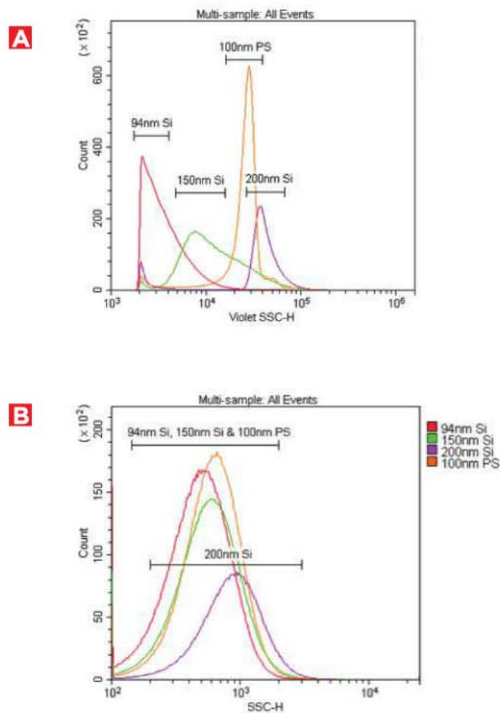 A
Multi-sample: All Events
(x 10²)
100nm PS
94nm Si
150nm Si
200nm Si
600
400
200
0
Count
10³
10⁴
10⁵
10⁶
Violet SSC-H
B
Multi-sample: All Events
(x 10²)
94nm Si, 150nm Si & 100nm PS
200nm Si
200
150
100
50
0
Count
10²
10³
10⁴
SSC-H
94nm Si
150nm Si
200nm Si
100nm PS